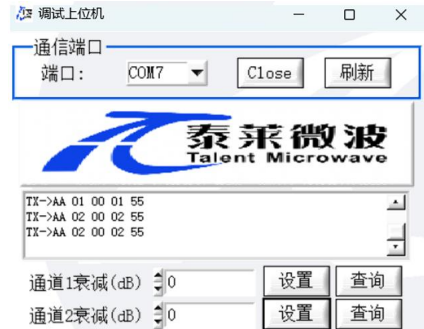 调试上位机
通信端口
端口: COM7 Close 刷新
泰莱微波
Talent Microwave
TX->AA 01 00 01 55
TX->AA 02 00 02 55
TX->AA 02 00 02 55
通道1衰减(dB) 0 设置 查询
通道2衰减(dB) 0 设置 查询